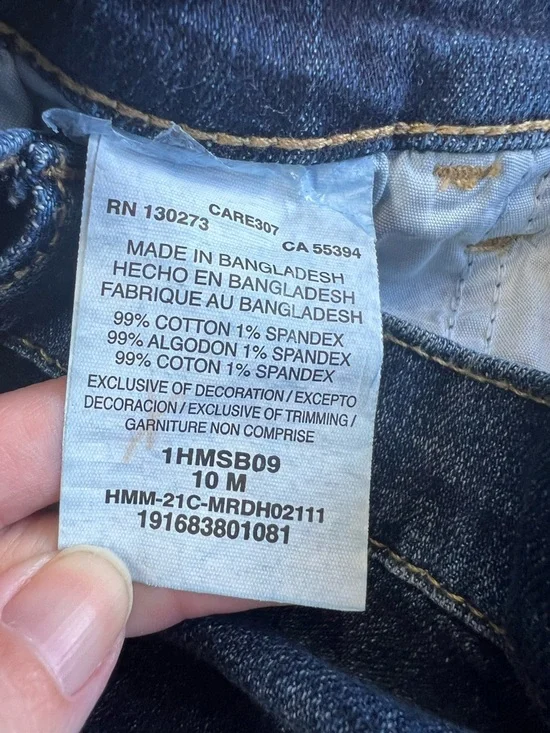 CARE307
RN 130273 CA 55394
MADE IN BANGLADESH
HECHO EN BANGLADESH
FABRIQUE AU BANGLADESH
99% COTTON 1% SPANDEX
99% ALGODON 1% SPANDEX
99% COTON 1% SPANDEX
EXCLUSIVE OF DECORATION / EXCEPTO
DECORACION / EXCLUSIVE OF TRIMMING /
GARNITURE NON COMPRISE
1HMSB09
10 M
HMM-21C-MRDH02111
191683801081